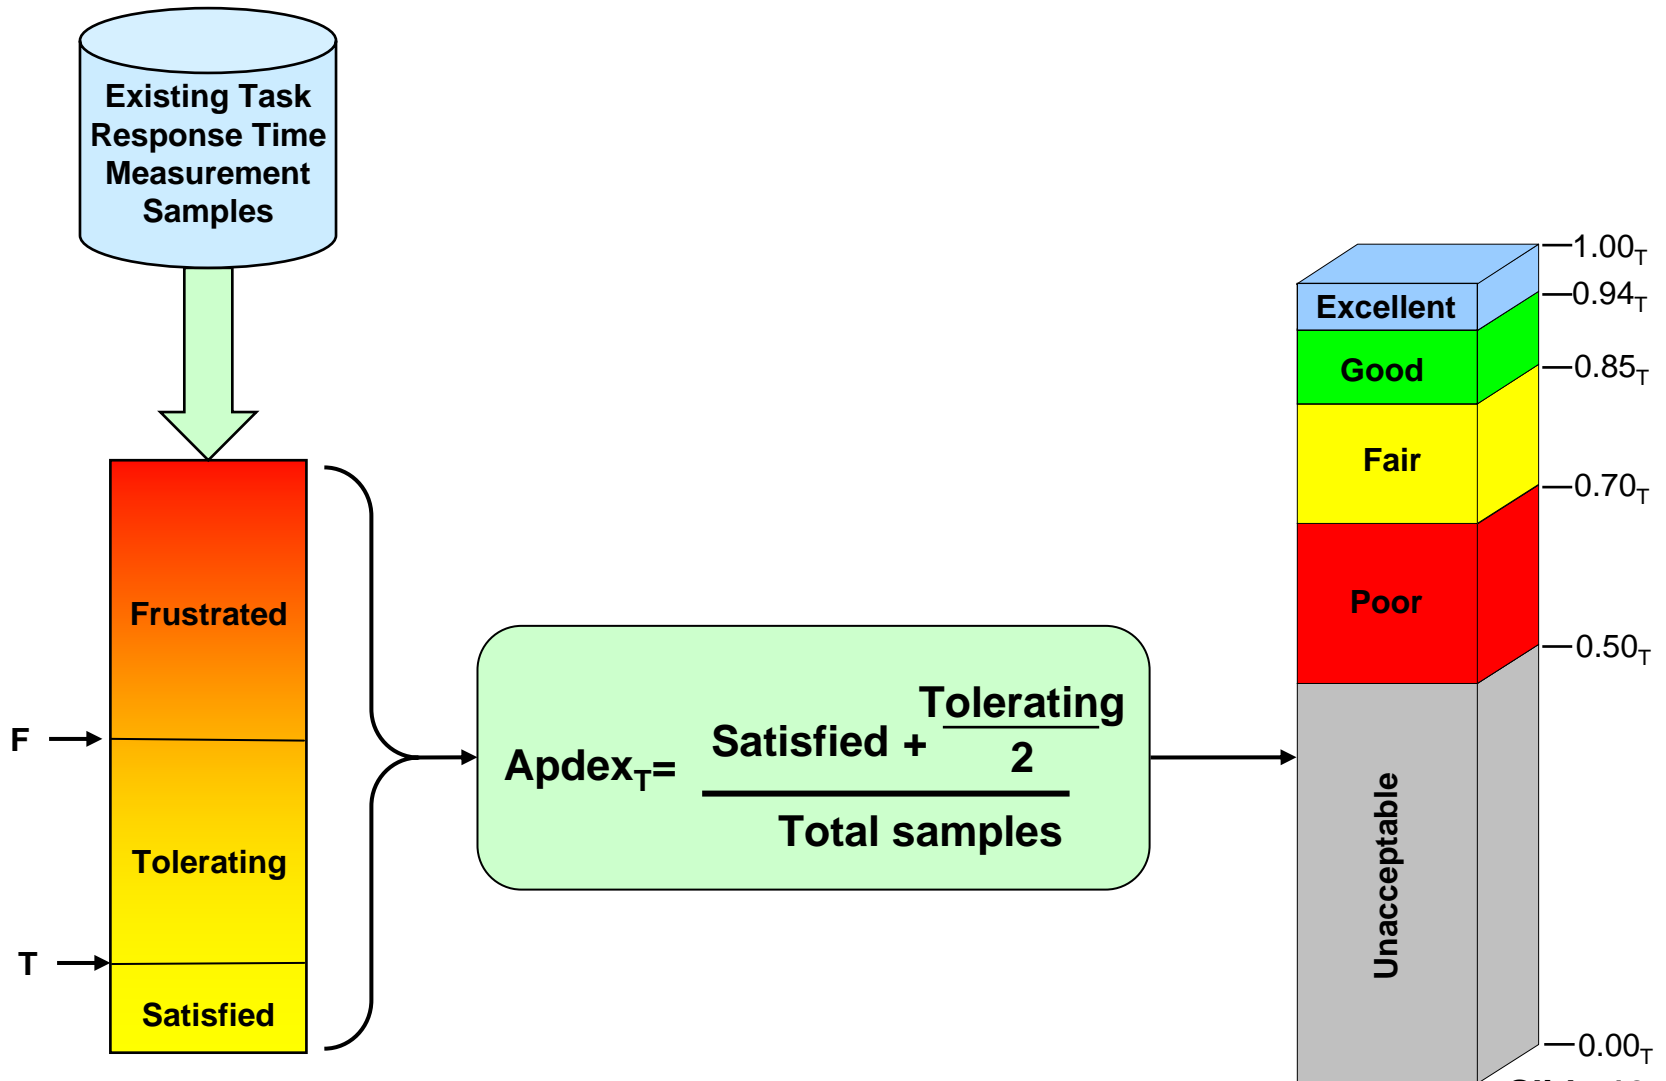 Existing Task
Response Time
Measurement
Samples
Frustrated
F
Tolerating
T
Satisfied
Apdex_T= 
Satisfied + Tolerating
2
Total samples
Excellent
Good
Fair
Poor
Unacceptable
1.00_T
0.94_T
0.85_T
0.70_T
0.50_T
0.00_T